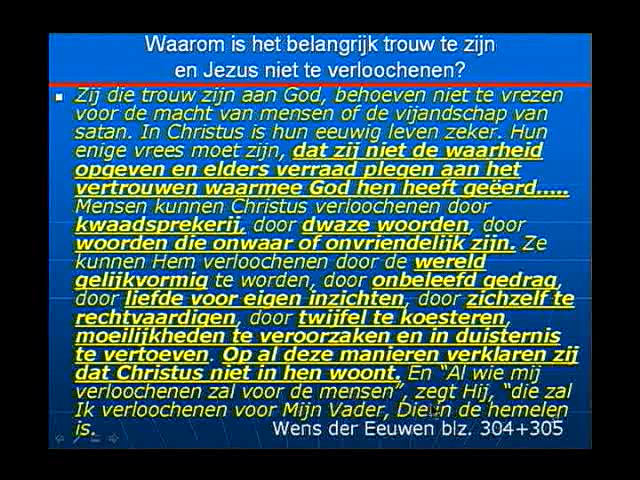 Waarom is het belangrijk trouw te zijn
en Jezus niet te verloochenen?
Zij die trouw zijn aan God, behoeven niet te vrezen
voor de macht van mensen of de vijandschap van
satan. In Christus is hun eeuwig leven zeker. Hun
enige vrees moet zijn, dat zij niet de waarheid
opgeven en elders verraad plegen aan het
vertrouwen waarmee God hen heeft geëerd.....
Mensen kunnen Christus verloochenen door
kwaadsprekerij, door dwaze woorden, door
woorden die onwaar of onvriendelijk zijn. Ze
kunnen Hem verloochenen door de wereld
gelijkvormig te worden, door onbeleefd gedrag,
door liefde voor eigen inzichten, door zichzelf te
rechtvaardigen, door twijfel te koesteren,
moeilijkheden te veroorzaken en in duisternis
te vertoeven. Op al deze manieren verklaren zij
dat Christus niet in hen woont. En “Al wie mij
verloochenen zal voor de mensen”, zegt Hij, “die zal
Ik verloochenen voor Mijn Vader, Die in de hemelen
is. Wens der Eeuwen blz. 304+305